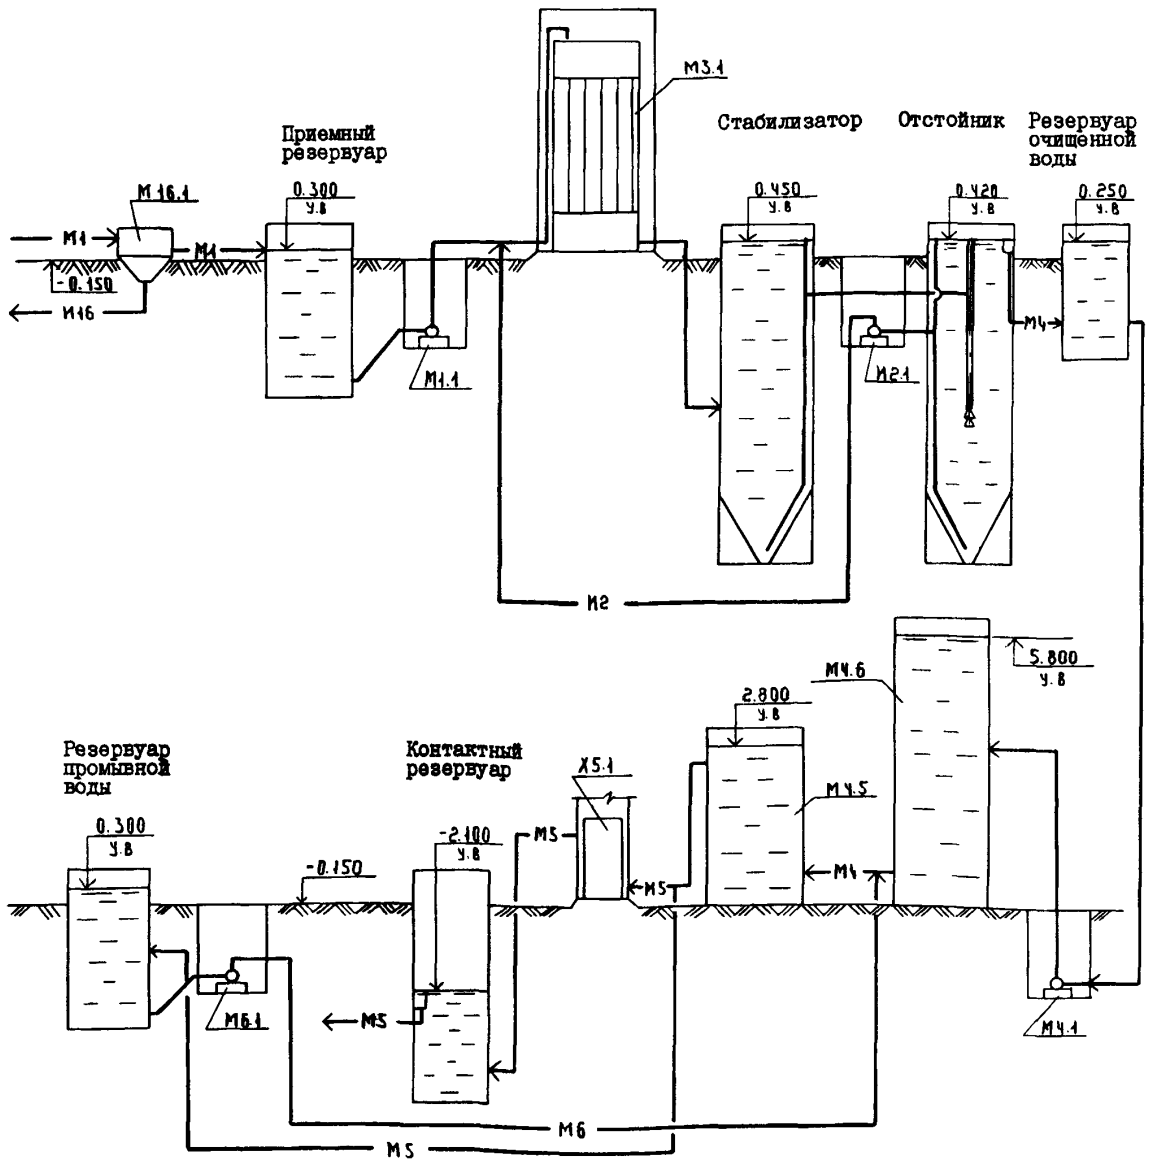 М3.1
Приемный
резервуар
Стабилизатор
Отстойник
Резервуар
очищенной
воды
М16.1
0.300
У.В
0.450
У.В
0.420
У.В
0.250
У.В
М1
М1
-0.150
И16
М4
М1.1
И2.1
И2
М4.6
5.800
У.В
2.800
У.В
Резервуар
промывной
воды
Контактный
резервуар
Х5.1
М4.5
0.300
У.В
-2.100
У.В
М5
-0.150
М5
М4
М6.1
М5
М4.1
М6
М5